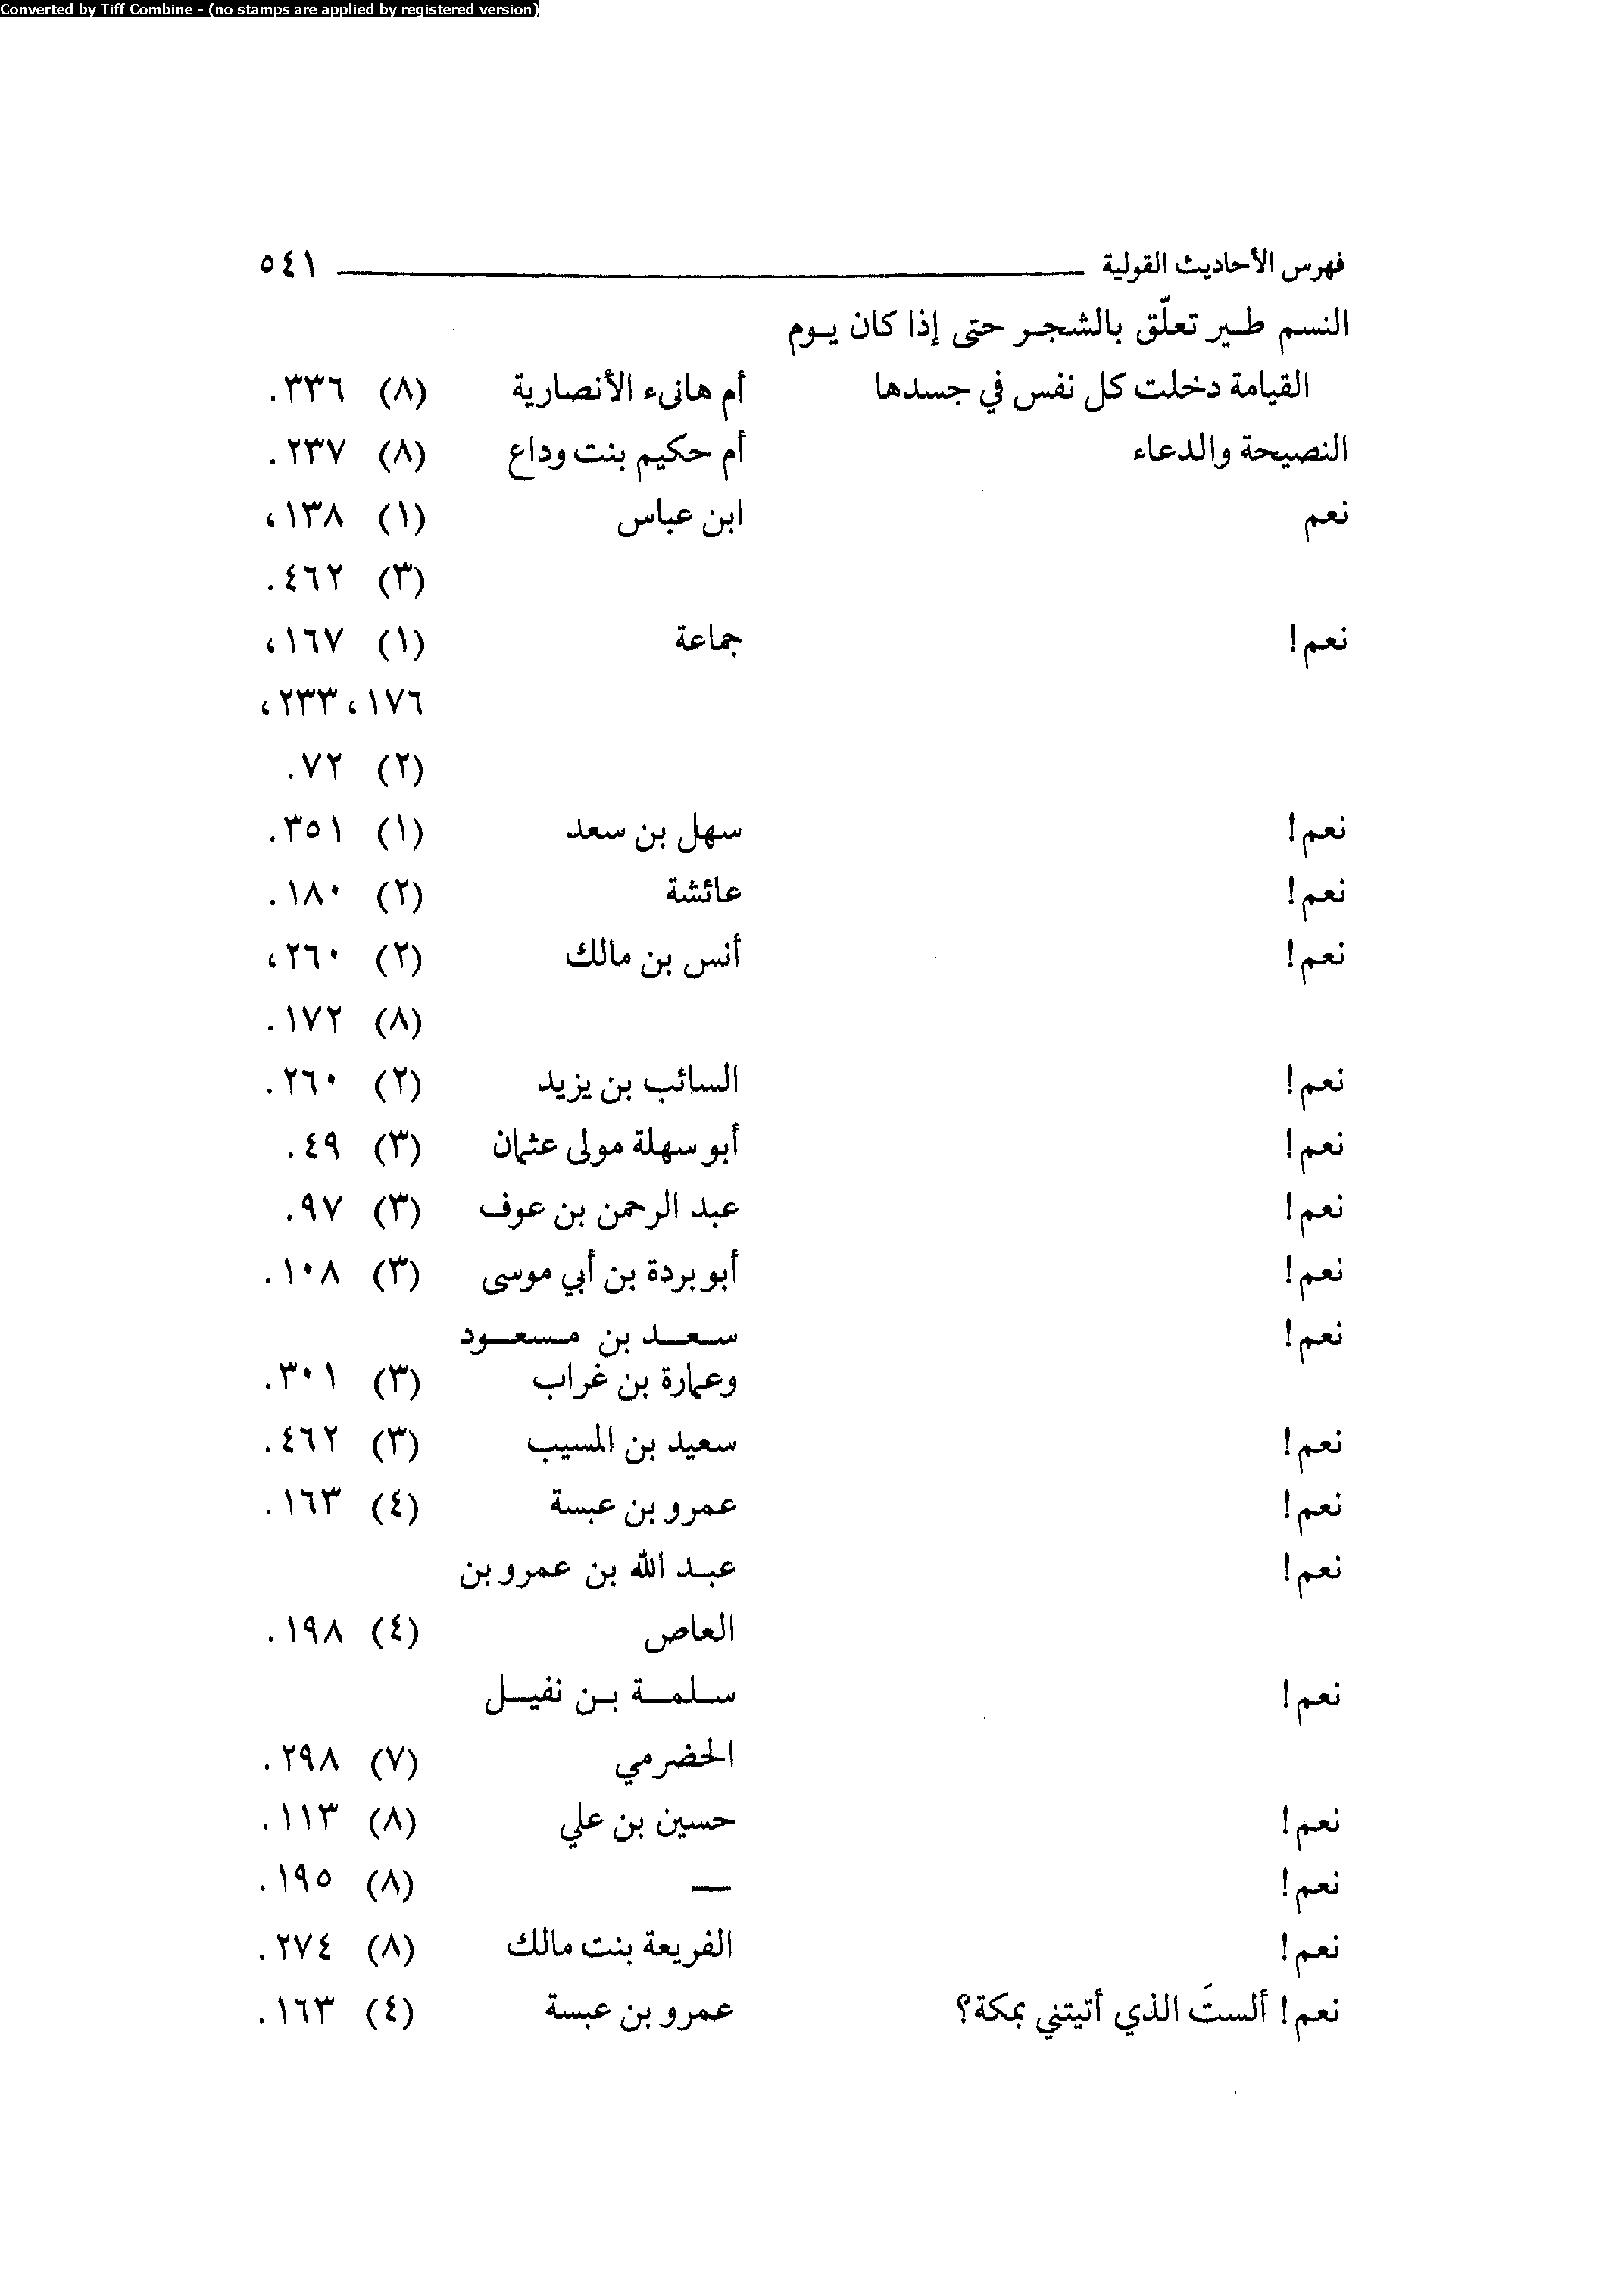 Converted by Tiff Combine - (no stamps are applied by registered version)
فهرس الأحاديث القولية ٥٤١
النسم طير تعلّق بالشجر حتى إذا كان يوم
القيامة دخلت كل نفس في جسدها أم هانىء الأنصارية (٨) ٣٣٦.
النصيحة والدعاء أم حكيم بنت وداع (٨) ٢٣٧.
نعم ابن عباس (١) ١٣٨،
(٣) ٤٦٢.
نعم! جماعة (١) ١٦٧،
١٧٦، ٢٣٣،
(٢) ٧٢.
نعم! سهل بن سعد (١) ٣٥١.
نعم! عائشة (٢) ١٨٠.
نعم! أنس بن مالك (٢) ٢٦٠،
(٨) ١٧٢.
نعم! السائب بن يزيد (٢) ٢٦٠.
نعم! أبو سهلة مولى عثمان (٣) ٤٩.
نعم! عبد الرحمن بن عوف (٣) ٩٧.
نعم! أبو بردة بن أبي موسى (٣) ١٠٨.
نعم! سعد بن مسعود
وعمارة بن غراب (٣) ٣٠١.
نعم! سعيد بن المسيب (٣) ٤٦٢.
نعم! عمرو بن عبسة (٤) ١٦٣.
نعم! عبد الله بن عمرو بن
العاص (٤) ١٩٨.
نعم! سلمة بن نفيل
الحضرمي (٧) ٢٩٨.
نعم! حسين بن علي (٨) ١١٣.
نعم! — (٨) ١٩٥.
نعم! الفريعة بنت مالك (٨) ٢٧٤.
نعم! ألستَ الذي أتيتني بمكة؟ عمرو بن عبسة (٤) ١٦٣.